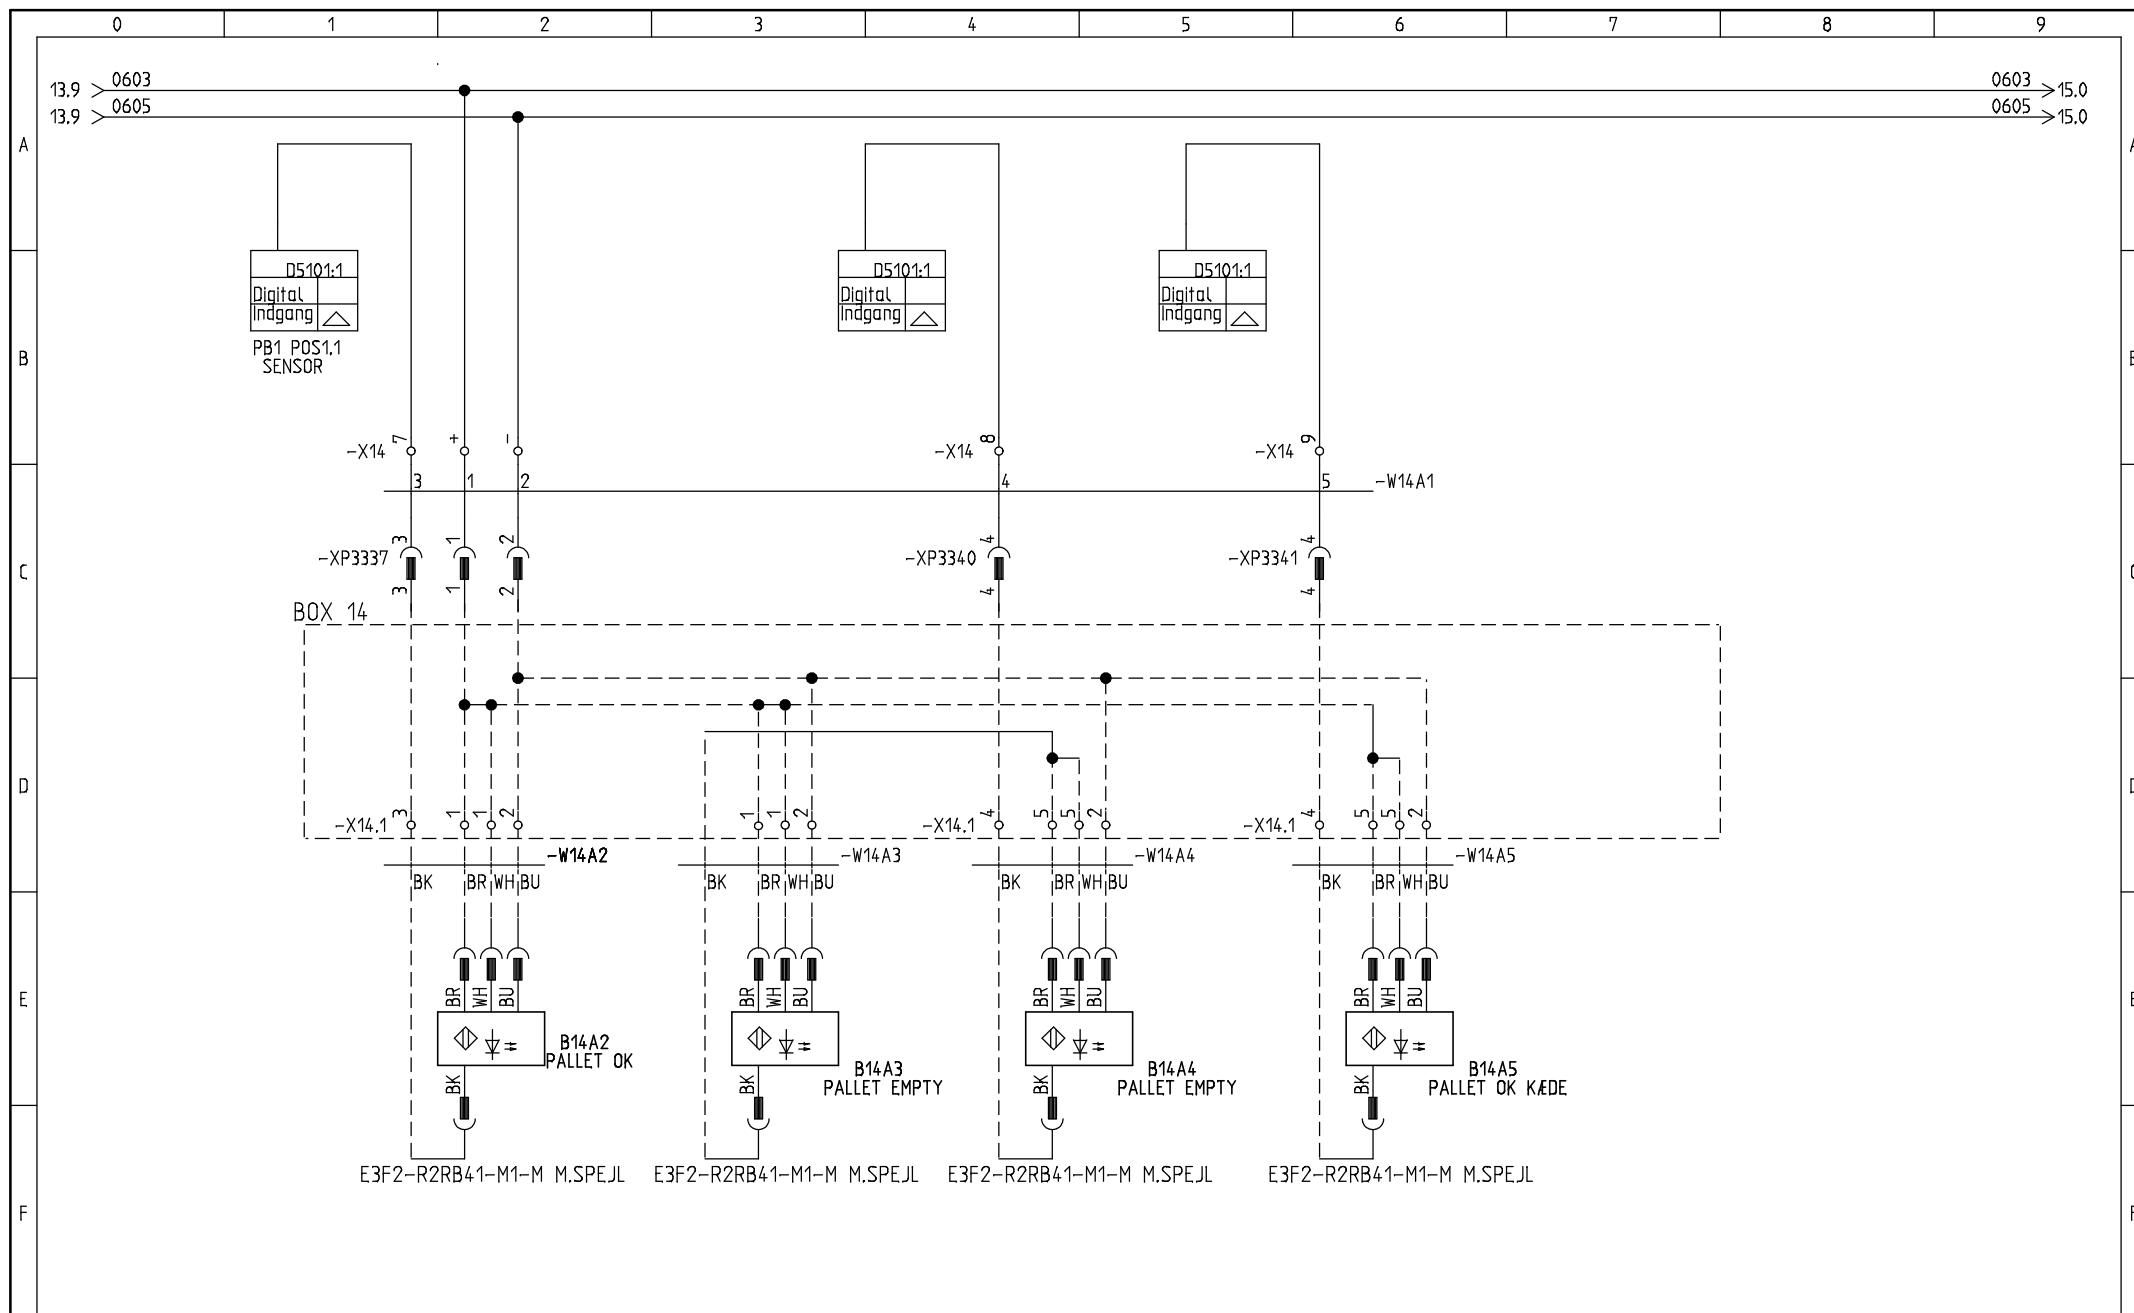 0 1 2 3 4 5 6 7 8 9
13.9 0603 0603 15.0
13.9 0605 0605 15.0
A A
D5101:1 D5101:1 D5101:1
Digital Digital Digital
Indgang Indgang Indgang
PB1 POS1.1
SENSOR
B
-X14 7 + - -X14 8 -X14 9
3 1 2 4 5 -W14A1
3 1 2 4 4
-XP3337 -XP3340 -XP3341
C
3 1 2 4 4
BOX 14
D
-X14.1 3 1 1 2 1 1 2 -X14.1 4 5 5 2 -X14.1 4 5 5 2
-W14A2 -W14A3 -W14A4 -W14A5
BK BR WH BU BK BR WH BU BK BR WH BU BK BR WH BU
E
BR WH BU BR WH BU BR WH BU BR WH BU
B14A2
PALLET OK
B14A3
PALLET EMPTY
B14A4
PALLET EMPTY
B14A5
PALLET OK KÆDE
BK BK BK BK
E3F2-R2RB41-M1-M M.SPEJL E3F2-R2RB41-M1-M M.SPEJL E3F2-R2RB41-M1-M M.SPEJL E3F2-R2RB41-M1-M M.SPEJL
F